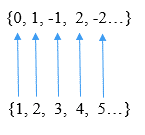 {0, 1, -1, 2, -2…}
{1, 2, 3, 4, 5…}